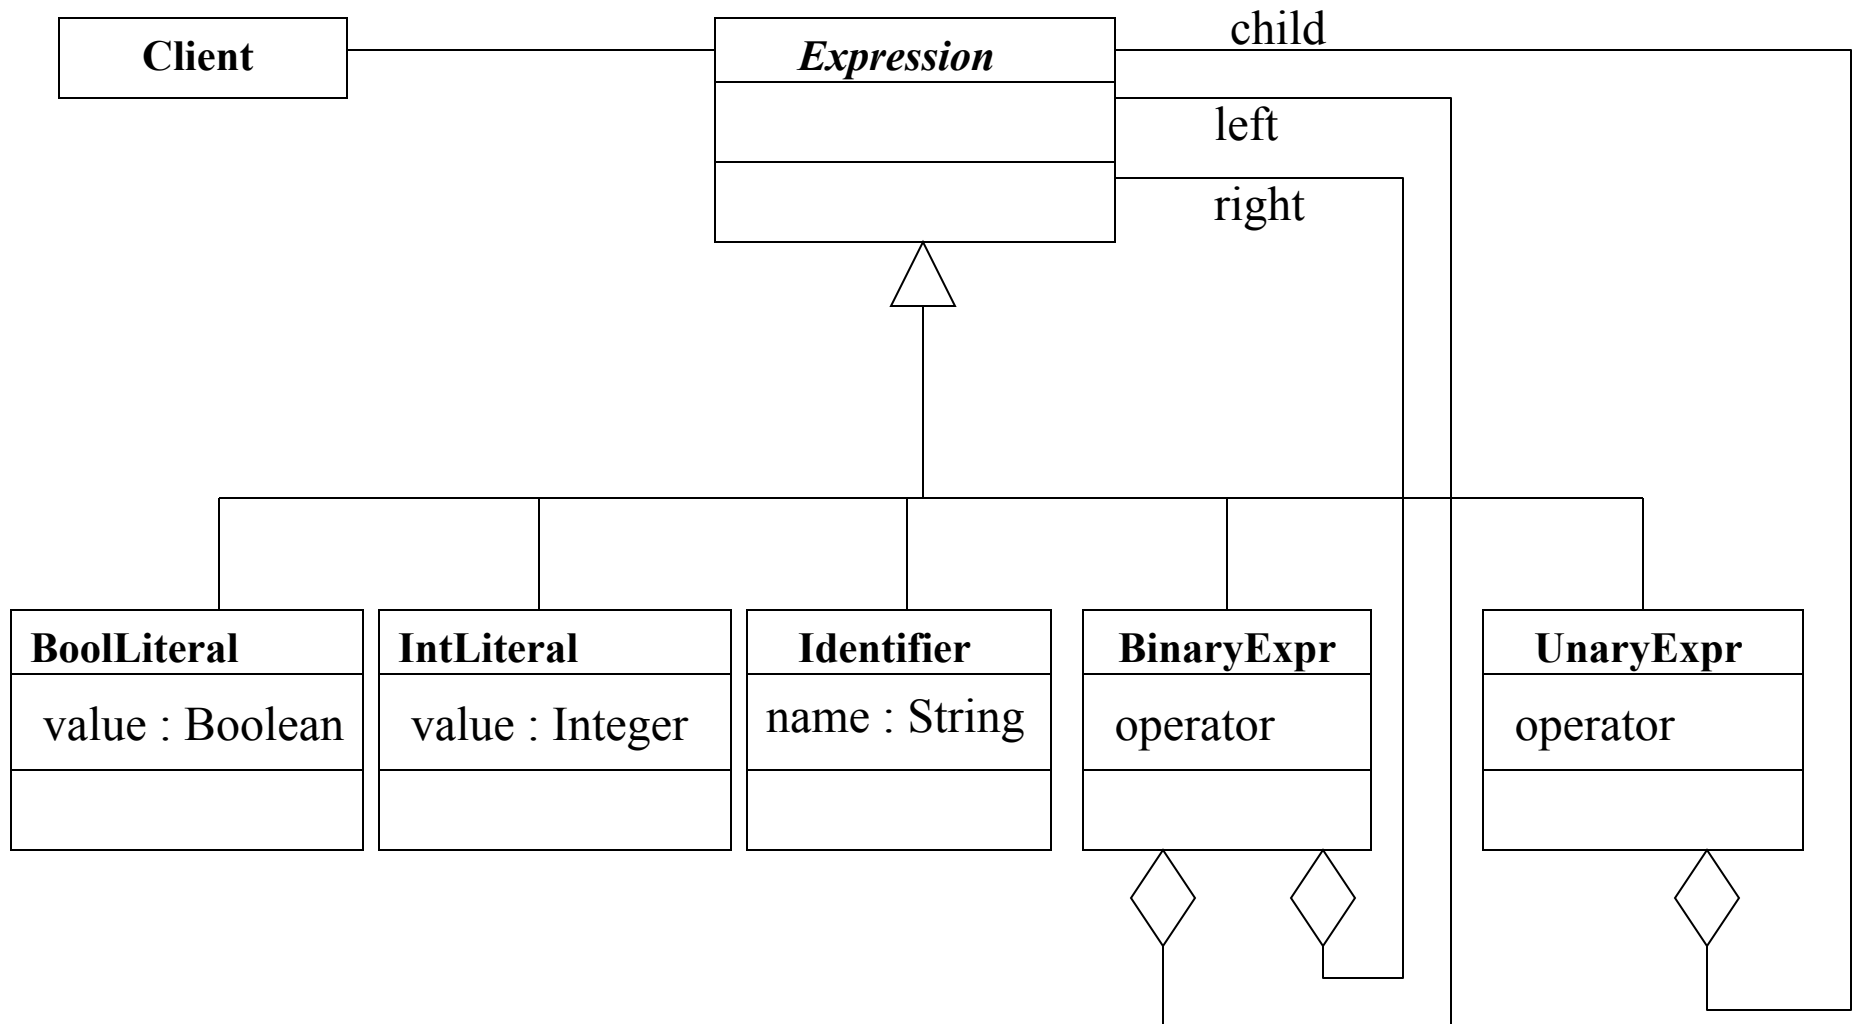 Client
Expression
child
left
right
BoolLiteral
value : Boolean
IntLiteral
value : Integer
Identifier
name : String
BinaryExpr
operator
UnaryExpr
operator